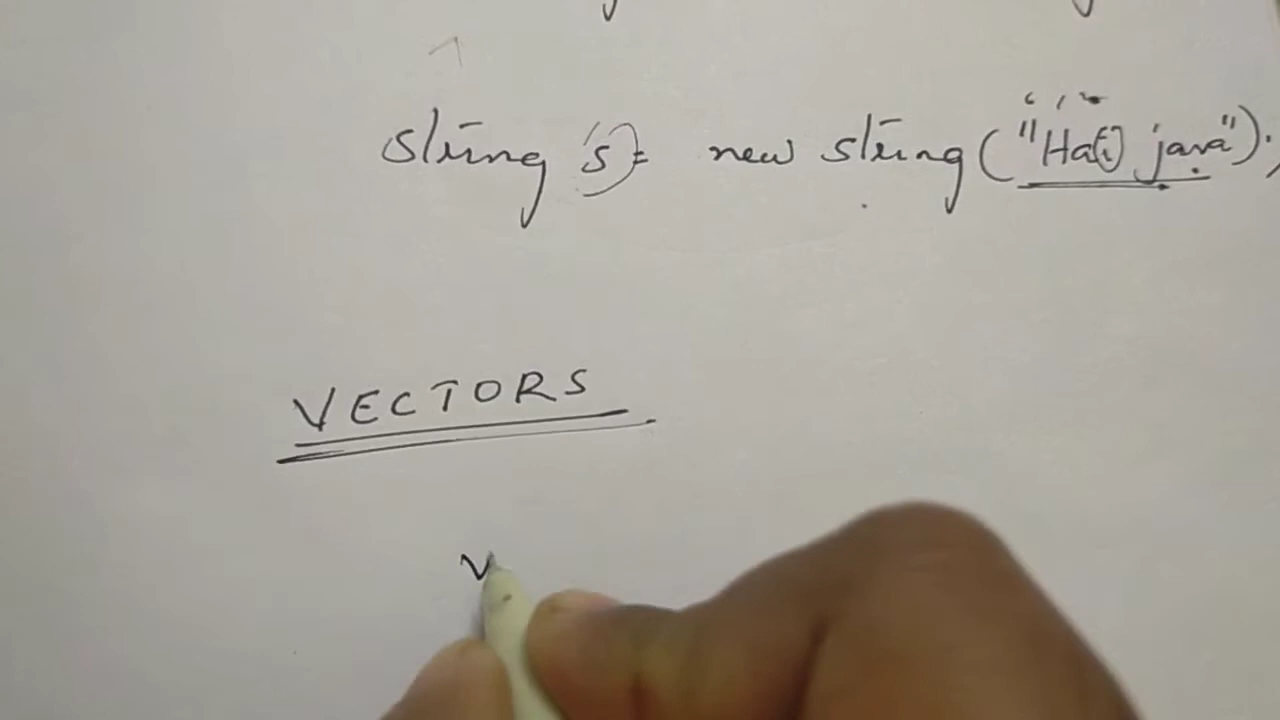 string s = new string ("Hai java");
VECTORS
v